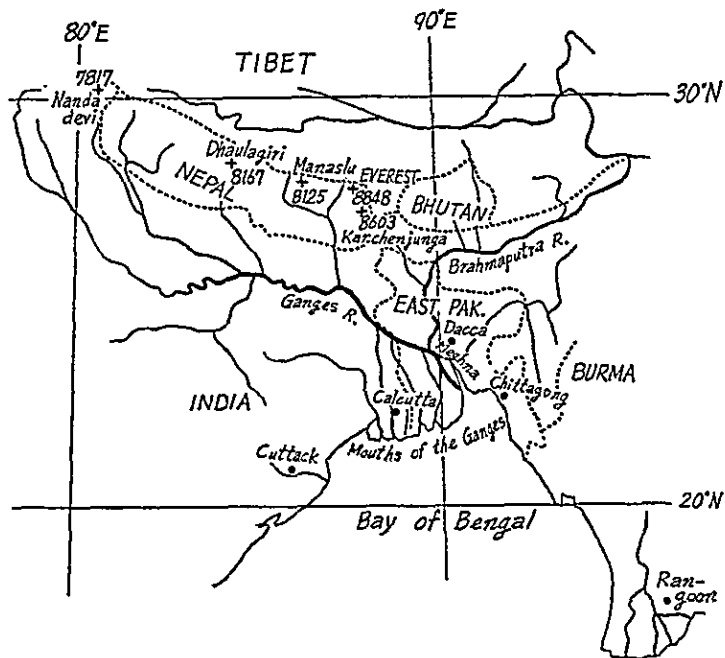 80°E
90°E
TIBET
7817
30°N
Nanda
devi
Dhaulagiri
8167
Manaslu
8125
EVEREST
8848
8603
NEPAL
BHUTAN
Kanchenjunga
Brahmaputra R.
Ganges
R.
EAST PAK.
Dacca
Meghna
BURMA
INDIA
Calcutta
Chittagong
Mouths of the Ganges
Cuttack
20°N
Bay of Bengal
Ran-
goon